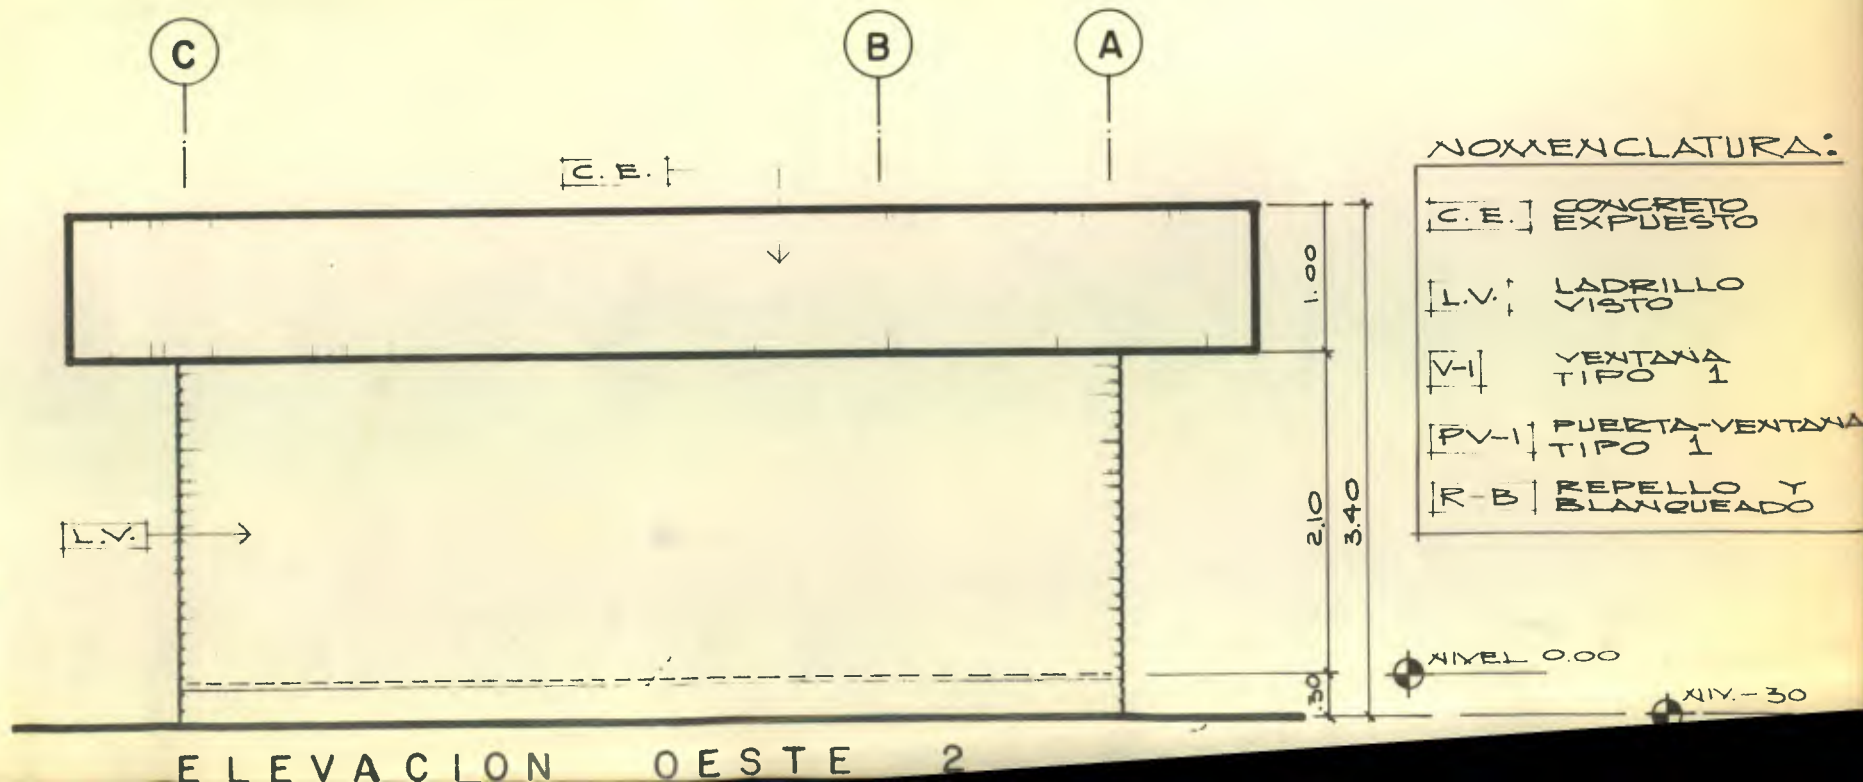 C
B
A
C. E.
L.V.
1.00
2.10
3.40
.30
NOMENCLATURA:
C. E. CONCRETO
EXPUESTO
L.V. LADRILLO
VISTO
V-1 VENTANA
TIPO 1
PV-1 PUERTA-VENTANA
TIPO 1
R-B REPELLO Y
BLANQUEADO
NIVEL 0.00
NIV.-30
ELEVACION OESTE 2